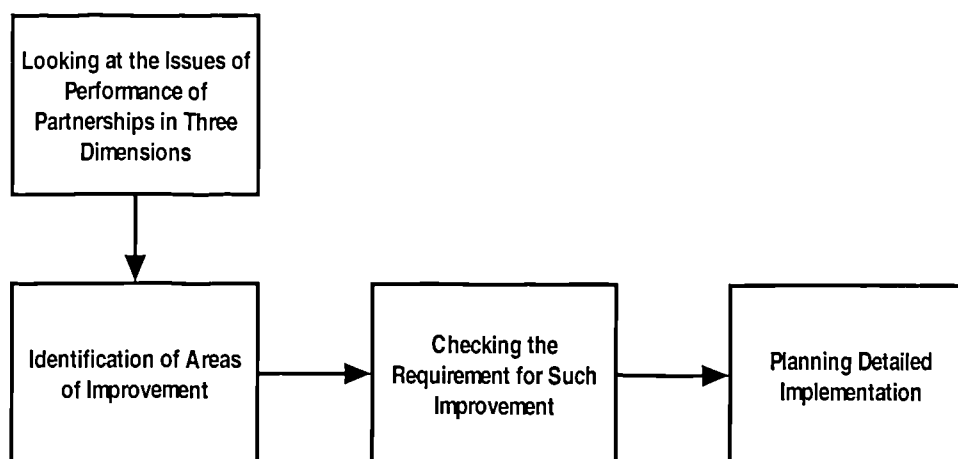 Looking at the Issues of
Performance of
Partnerships in Three
Dimensions
Identification of Areas
of Improvement
Checking the
Requirement for Such
Improvement
Planning Detailed
Implementation